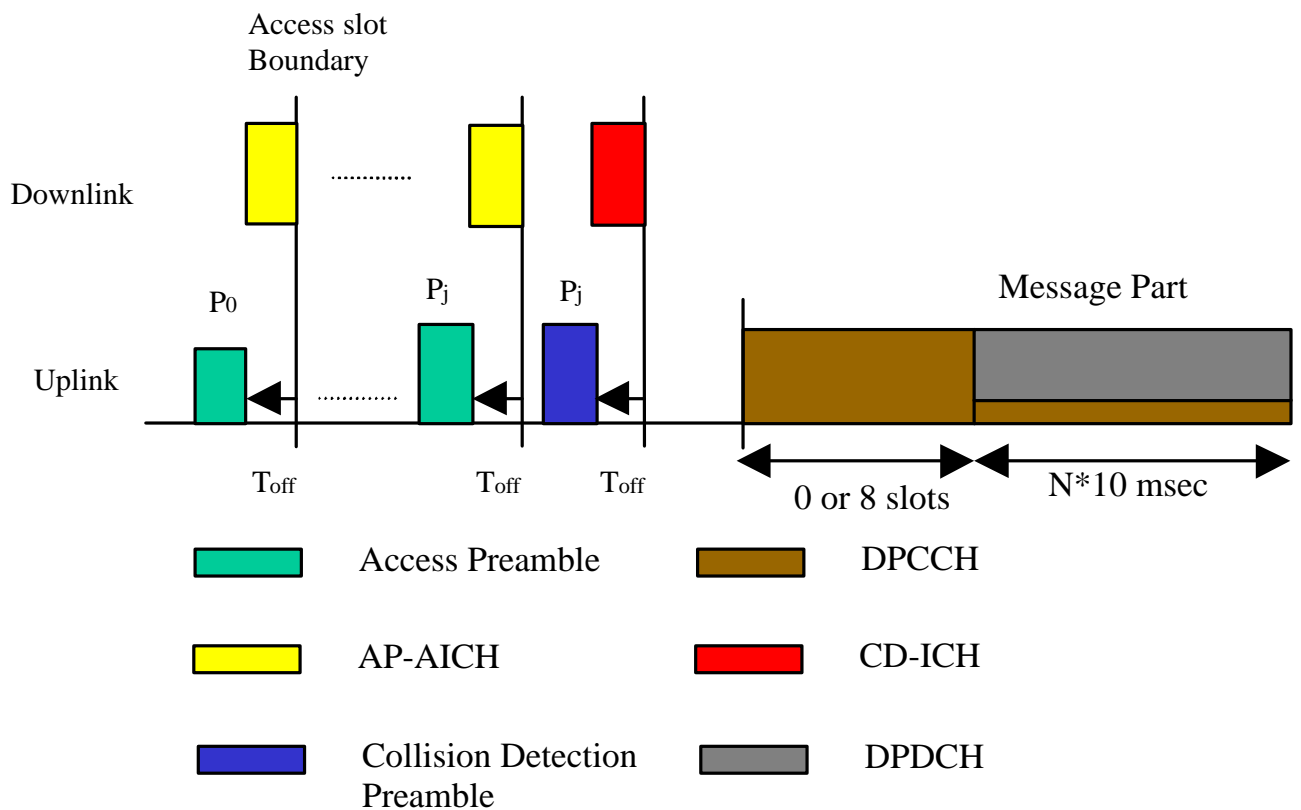 Access slot
Boundary
Downlink
P0
Pj
Pj
Message Part
Uplink
Toff
Toff
Toff
0 or 8 slots
N*10 msec
Access Preamble
DPCCH
AP-AICH
CD-ICH
Collision Detection
Preamble
DPDCH